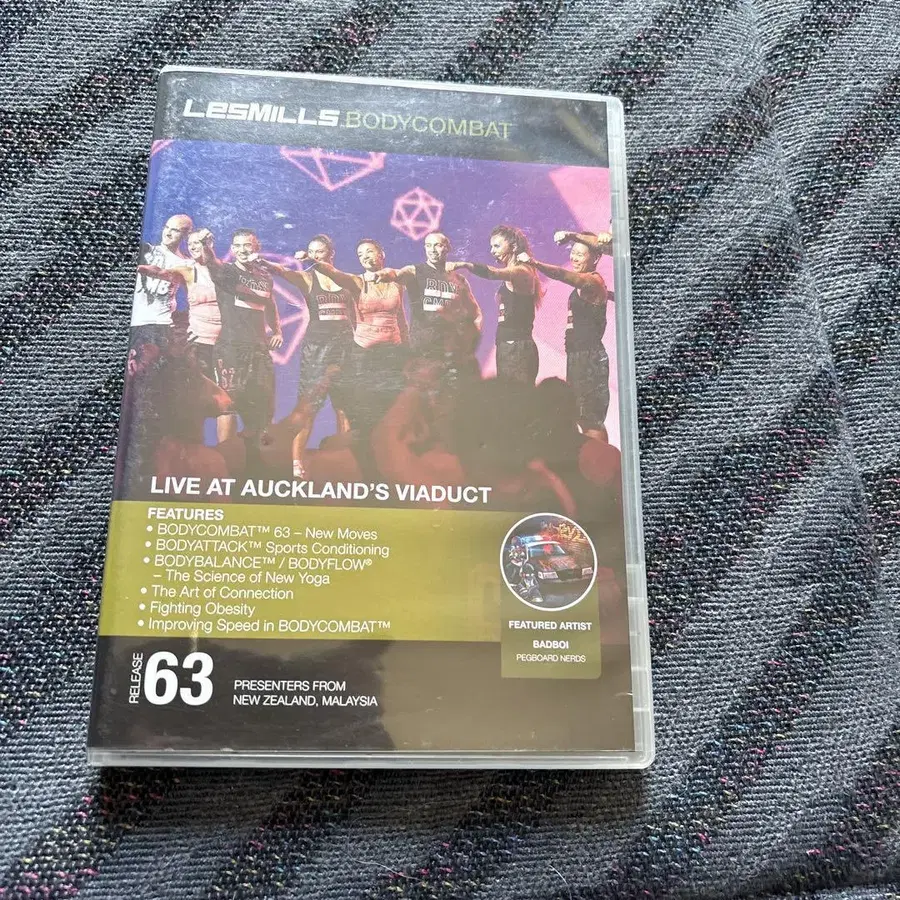 LesMILLS BODYCOMBAT
LIVE AT AUCKLAND'S VIADUCT
FEATURES
• BODYCOMBAT™ 63 – New Moves
• BODYATTACK™ Sports Conditioning
• BODYBALANCE™ / BODYFLOW®
– The Science of New Yoga
• The Art of Connection
• Fighting Obesity
• Improving Speed in BODYCOMBAT™
FEATURED ARTIST
BADBOI
PEGBOARD NERDS
RELEASE 63
PRESENTERS FROM
NEW ZEALAND, MALAYSIA